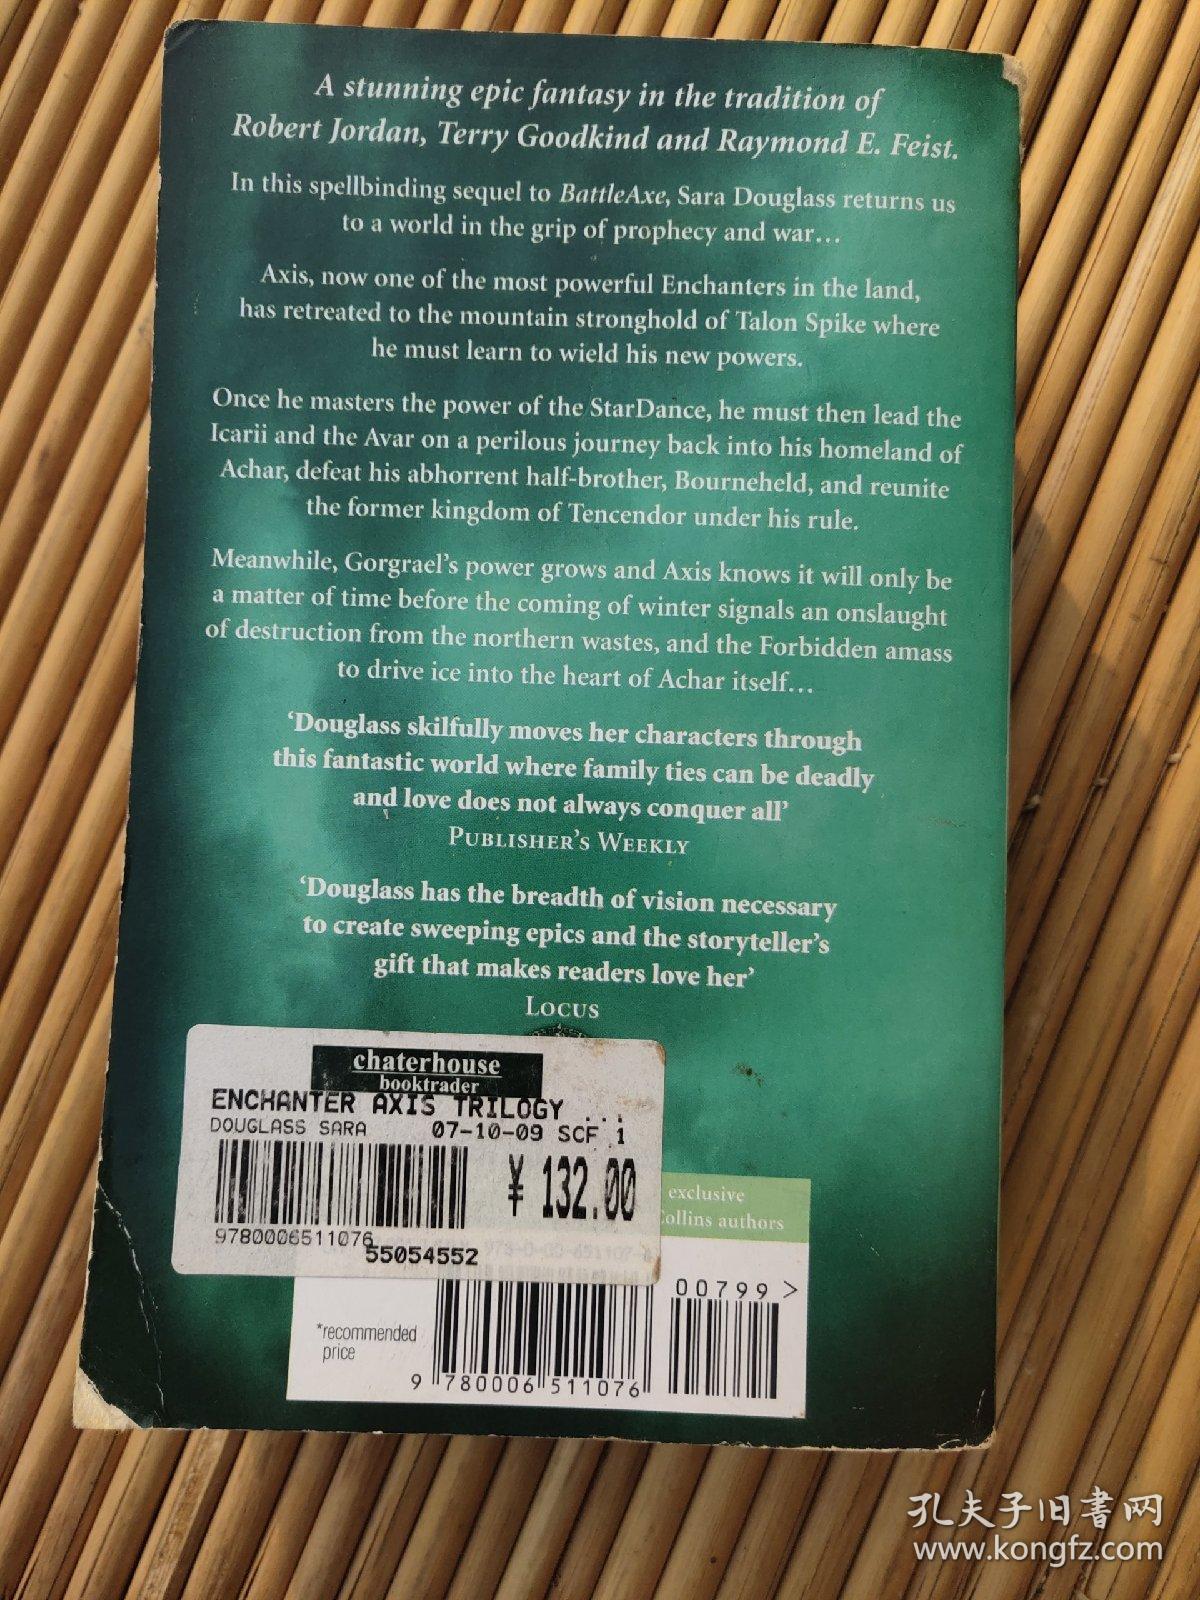 A stunning epic fantasy in the tradition of
Robert Jordan, Terry Goodkind and Raymond E. Feist.
In this spellbinding sequel to BattleAxe, Sara Douglass returns us
to a world in the grip of prophecy and war...
Axis, now one of the most powerful Enchanters in the land,
has retreated to the mountain stronghold of Talon Spike where
he must learn to wield his new powers.
Once he masters the power of the StarDance, he must then lead the
Icarii and the Avar on a perilous journey back into his homeland of
Achar, defeat his abhorrent half-brother, Bourneheld, and reunite
the former kingdom of Tencendor under his rule.
Meanwhile, Gorgrael's power grows and Axis knows it will only be
a matter of time before the coming of winter signals an onslaught
of destruction from the northern wastes, and the Forbidden amass
to drive ice into the heart of Achar itself...
‘Douglass skilfully moves her characters through
this fantastic world where family ties can be deadly
and love does not always conquer all’
PUBLISHER'S WEEKLY
‘Douglass has the breadth of vision necessary
to create sweeping epics and the storyteller's
gift that makes readers love her’
LOCUS
chaterhouse
booktrader
ENCHANTER AXIS TRILOGY ...
DOUGLASS SARA 07-10-09 SCF 1
¥ 132.00
9780006511076
55054552
exclusive
Collins authors
00799 >
*recommended
price
9 780006 511076
孔夫子旧书网
www.kongfz.com